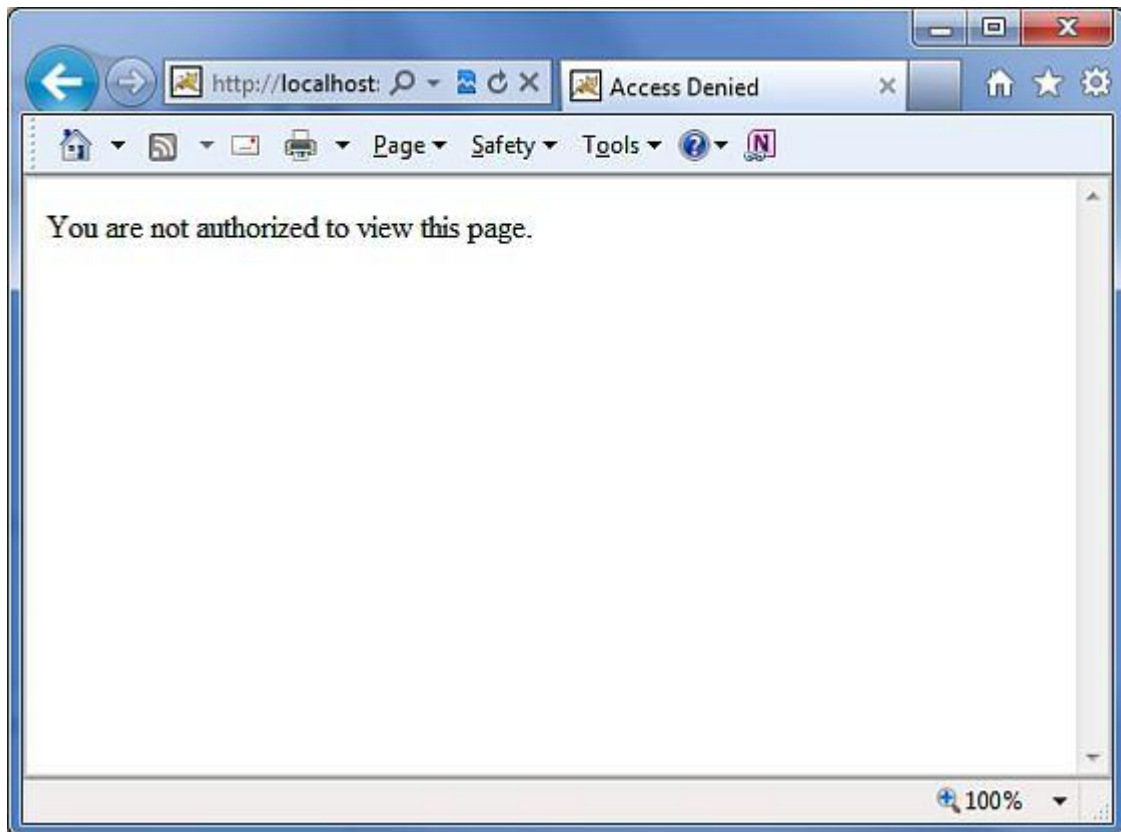 http://localhost:
Access Denied
Page Safety Tools
You are not authorized to view this page.
100%